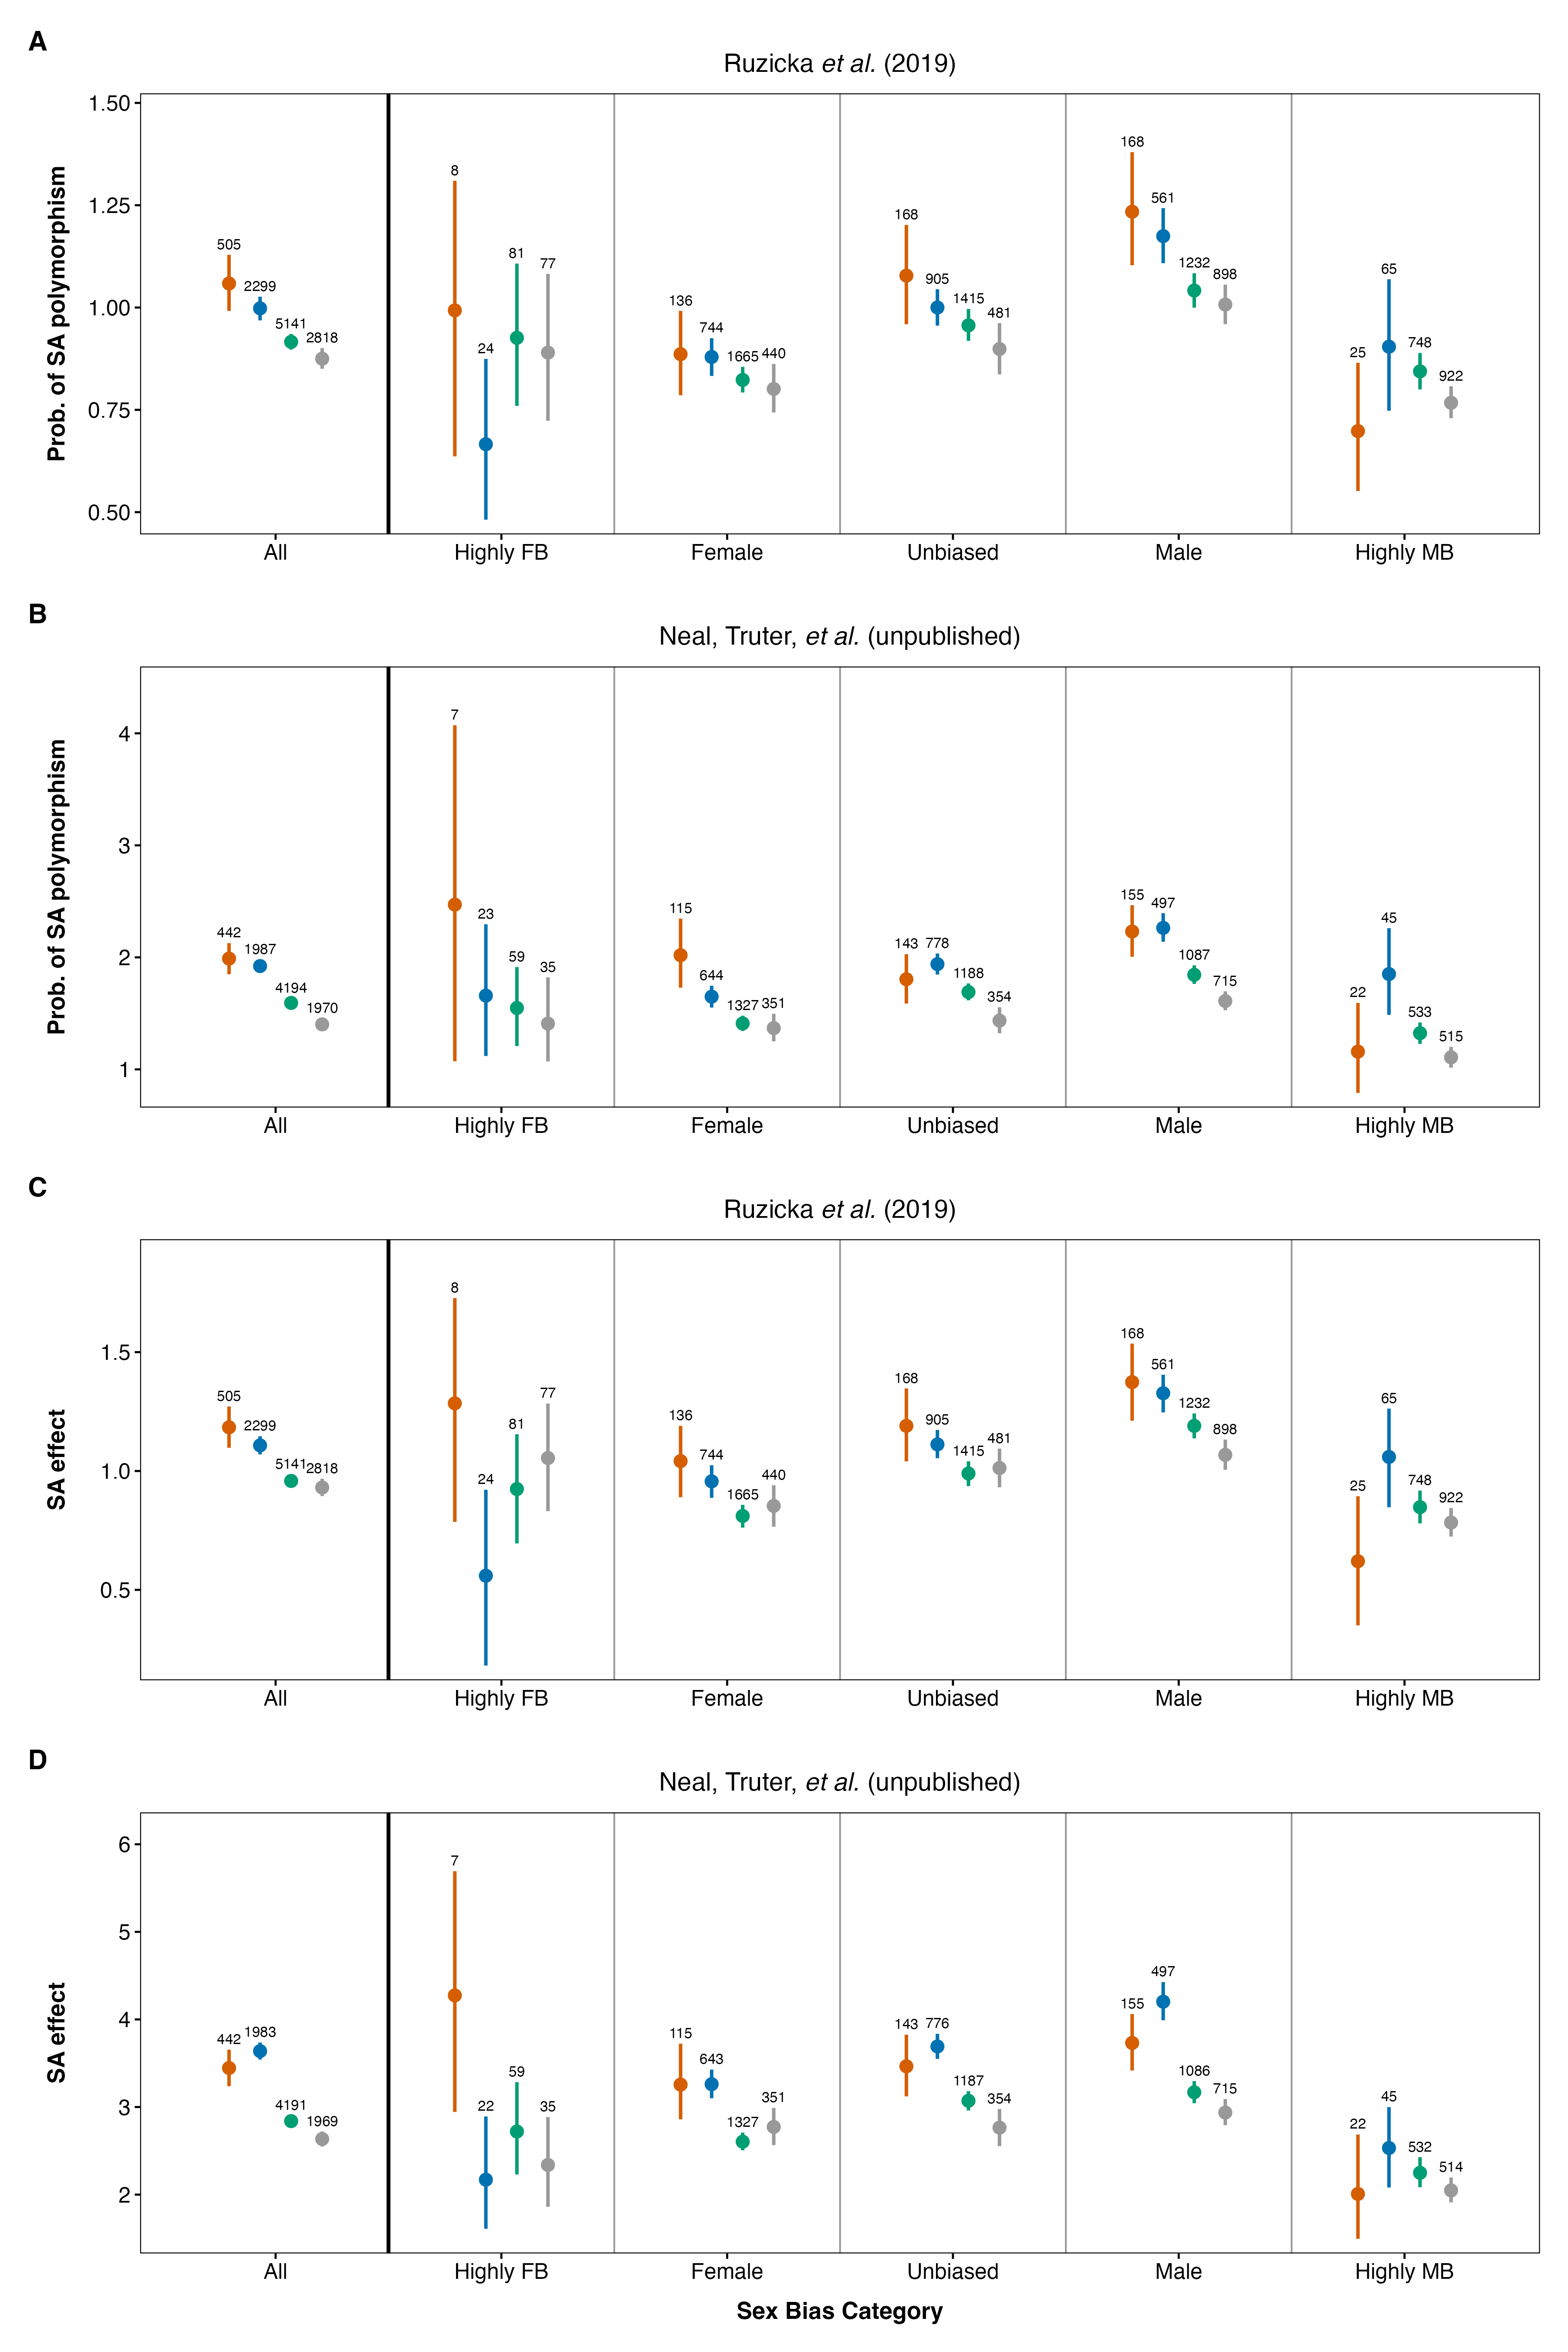 A
Ruzicka et al. (2019)
Prob. of SA polymorphism
1.50
1.25
1.00
0.75
0.50
505 2299 5141 2818
8 24 81 77
136 744 1665 440
168 905 1415 481
168 561 1232 898
25 65 748 922
All Highly FB Female Unbiased Male Highly MB
B
Neal, Truter, et al. (unpublished)
Prob. of SA polymorphism
4
3
2
1
442 1987 4194 1970
7 23 59 35
115 644 1327 351
143 778 1188 354
155 497 1087 715
22 45 533 515
All Highly FB Female Unbiased Male Highly MB
C
Ruzicka et al. (2019)
SA effect
1.5
1.0
0.5
505 2299 5141 2818
8 24 81 77
136 744 1665 440
168 905 1415 481
168 561 1232 898
25 65 748 922
All Highly FB Female Unbiased Male Highly MB
D
Neal, Truter, et al. (unpublished)
SA effect
6
5
4
3
2
442 1983 4191 1969
7 22 59 35
115 643 1327 351
143 776 1187 354
155 497 1086 715
22 45 532 514
All Highly FB Female Unbiased Male Highly MB
Sex Bias Category